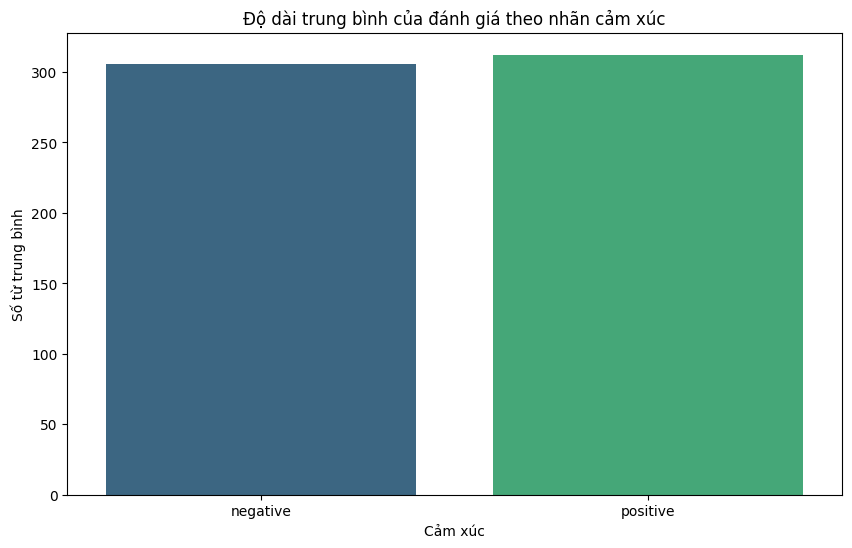 Độ dài trung bình của đánh giá theo nhãn cảm xúc
Số từ trung bình
300
250
200
150
100
50
0
negative
positive
Cảm xúc